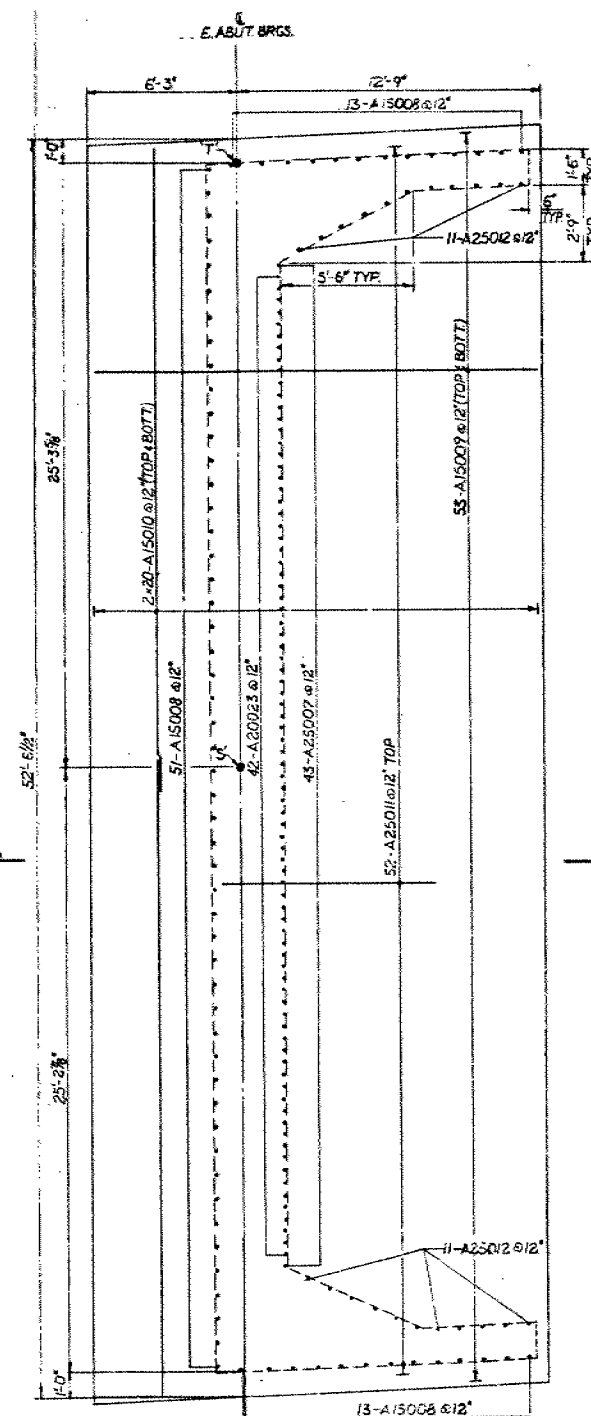 ℄
E. ABUT. BRGS.
6'-3"
12'-9"
13-A15008@12"
1'-0"
1'-6"
TYP.
6"
TYP.
2'-9"
TYP.
11-A25012@12"
5'-6" TYP.
25'-3⅝"
2×20-A15010@12"(TOP&BOTT.)
53-A15009@12"(TOP&BOTT.)
51-A15008@12"
42-A20023@12"
43-A25007@12"
52-A25011@12" TOP
52'-6½"
25'-2⅞"
11-A25012@12"
1'-0"
13-A15008@12"